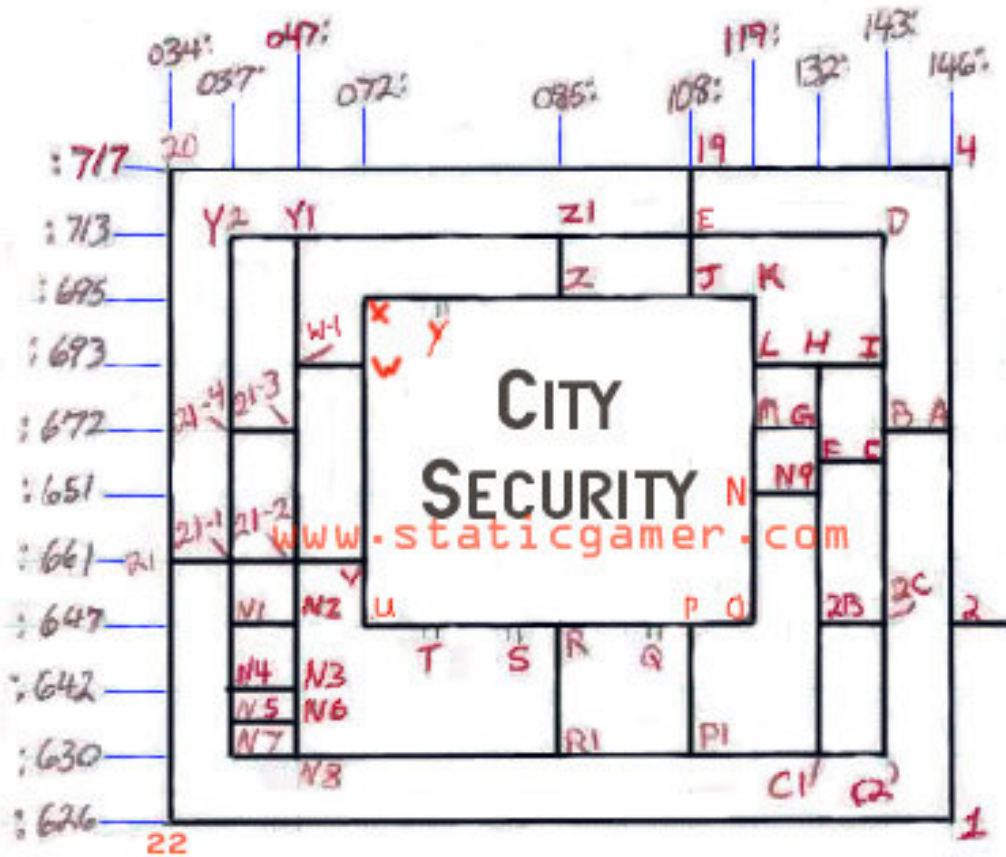 034: 037: 047: 072: 085: 108: 119: 132: 143: 146:
:717 20 19 4
:713 Y2 Y1 Z1 E D
:695 Z J K
X Y
:693 W-1 W L H I
21-4 21-3
:672 M G B A
F C
CITY
SECURITY
:651 N9 N
21-1 21-2 www.staticgamer.com
:661 21 V
U P O 2B 2C 2
:647 N1 N2
T S R Q
:642 N4 N3
N5 N6
N7 R1 P1
:630 N8 C1 C2
:626 1
22